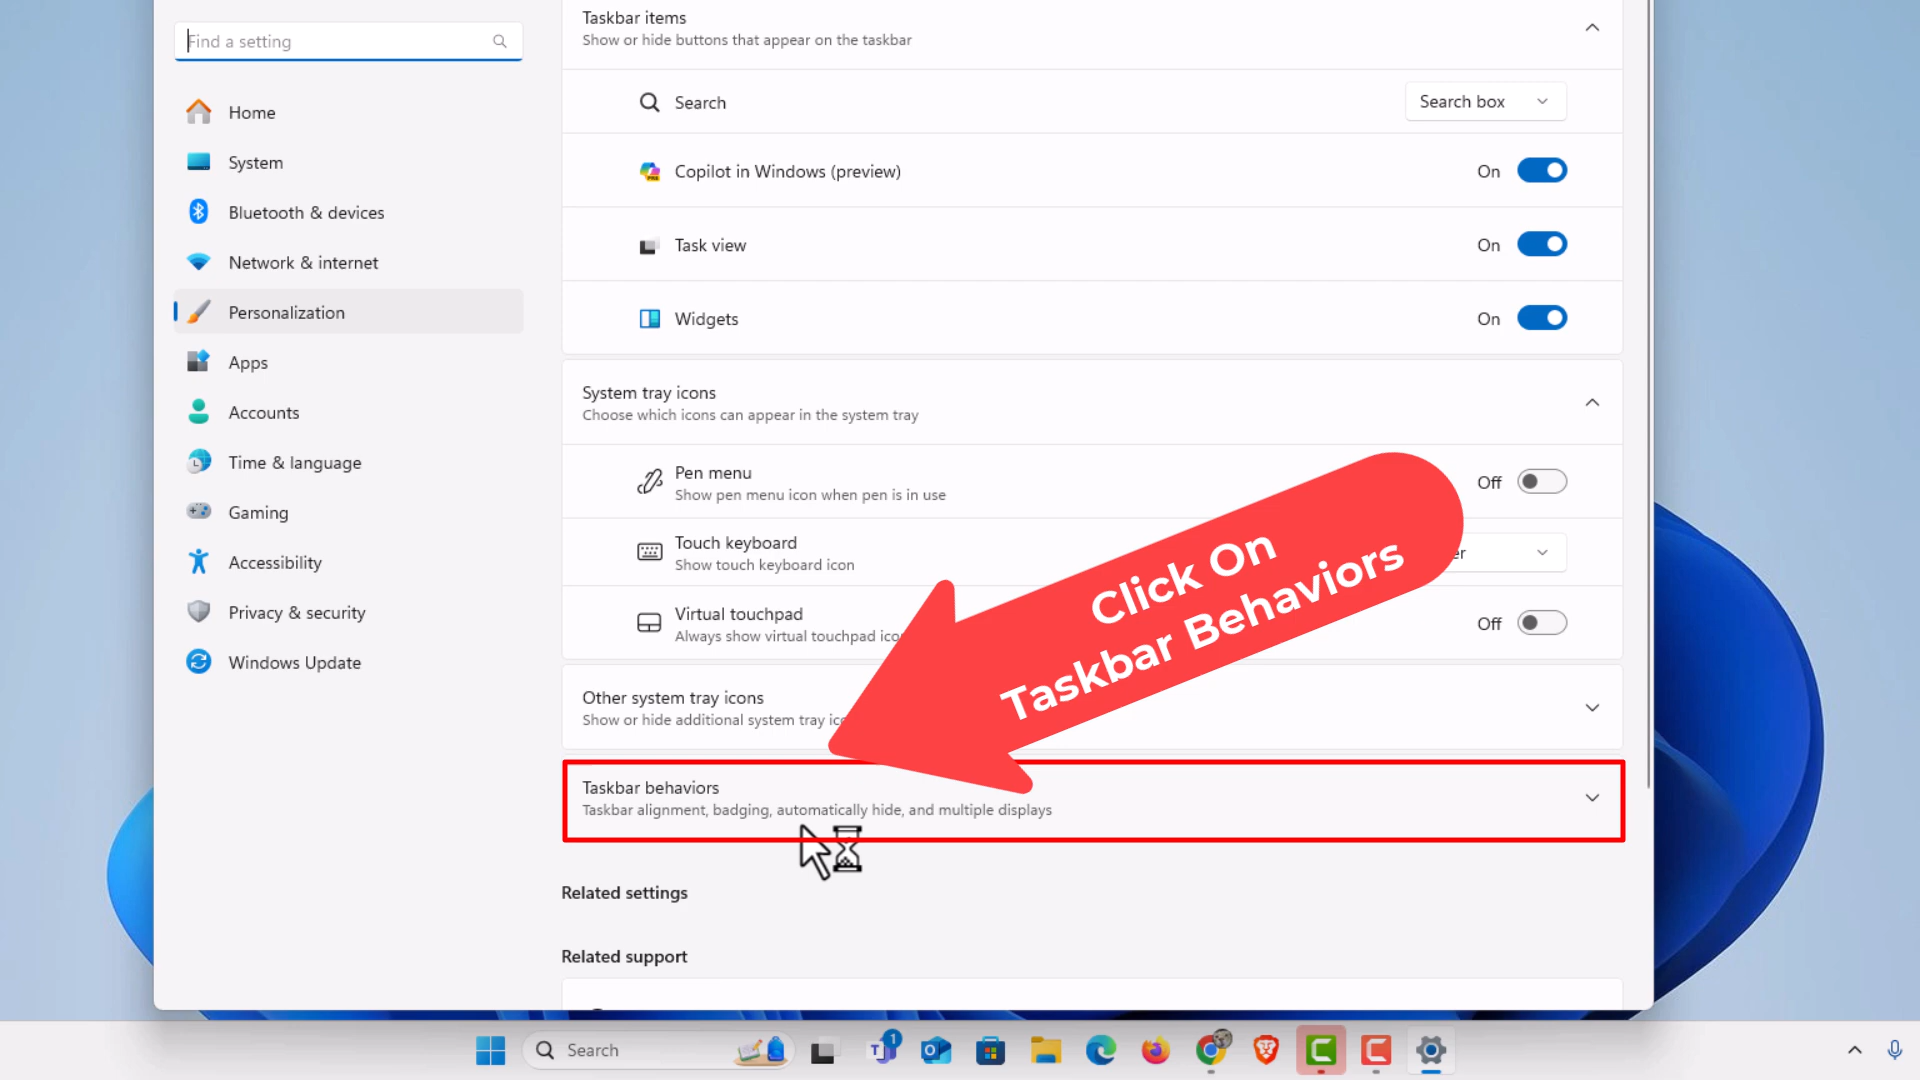 Find a setting
Home
System
Bluetooth & devices
Network & internet
Personalization
Apps
Accounts
Time & language
Gaming
Accessibility
Privacy & security
Windows Update
Taskbar items
Show or hide buttons that appear on the taskbar
Search
Search box
Copilot in Windows (preview)
On
Task view
On
Widgets
On
System tray icons
Choose which icons can appear in the system tray
Pen menu
Show pen menu icon when pen is in use
Off
Touch keyboard
Show touch keyboard icon
Virtual touchpad
Always show virtual touchpad
Off
Click On
Taskbar Behaviors
Other system tray icons
Show or hide additional system tray
Taskbar behaviors
Taskbar alignment, badging, automatically hide, and multiple displays
Related settings
Related support
Search
1